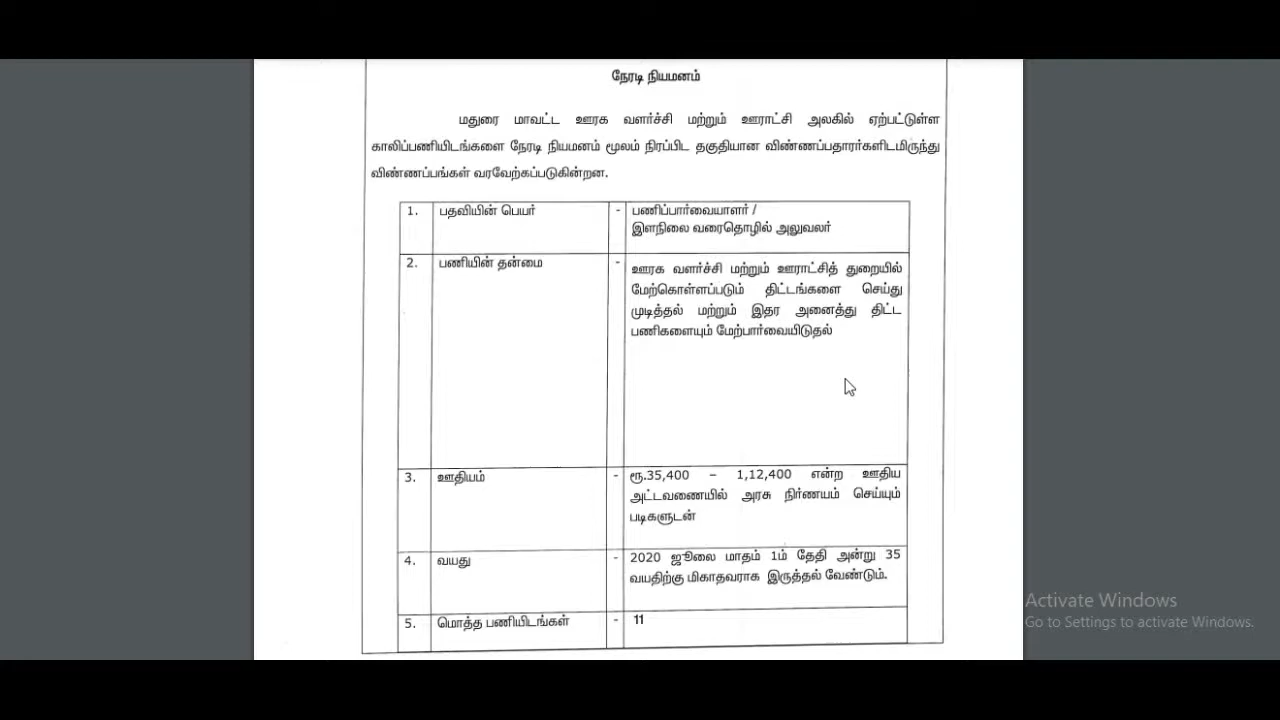 நேரடி நியமனம்
மதுரை மாவட்ட ஊரக வளர்ச்சி மற்றும் ஊராட்சி அலகில் ஏற்பட்டுள்ள
காலிப்பணியிடங்களை நேரடி நியமனம் மூலம் நிரப்பிட தகுதியான விண்ணப்பதாரர்களிடமிருந்து
விண்ணப்பங்கள் வரவேற்கப்படுகின்றன.
1. பதவியின் பெயர் - பணிப்பார்வையாளர் /
இளநிலை வரைதொழில் அலுவலர்
2. பணியின் தன்மை - ஊரக வளர்ச்சி மற்றும் ஊராட்சித் துறையில்
மேற்கொள்ளப்படும் திட்டங்களை செய்து
முடித்தல் மற்றும் இதர அனைத்து திட்ட
பணிகளையும் மேற்பார்வையிடுதல்
3. ஊதியம் - ரூ.35,400 – 1,12,400 என்ற ஊதிய
அட்டவணையில் அரசு நிர்ணயம் செய்யும்
படிகளுடன்
4. வயது - 2020 ஜூலை மாதம் 1ம் தேதி அன்று 35
வயதிற்கு மிகாதவராக இருத்தல் வேண்டும்.
5. மொத்த பணியிடங்கள் - 11
Activate Windows
Go to Settings to activate Windows.